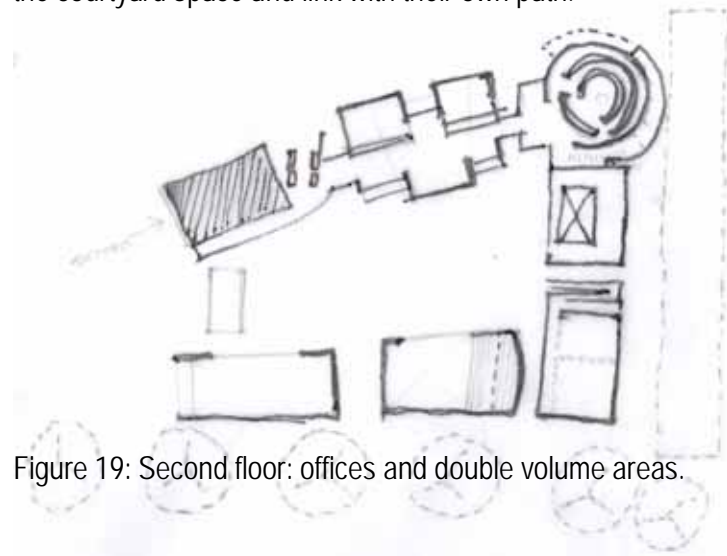 the courtyard space and link with their own path.
Figure 19: Second floor: offices and double volume areas.